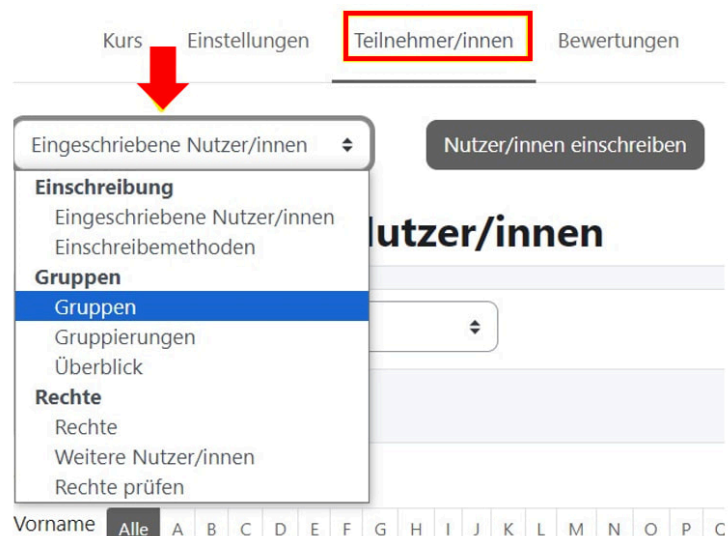 Kurs Einstellungen Teilnehmer/innen Bewertungen
Eingeschriebene Nutzer/innen Nutzer/innen einschreiben
Einschreibung
Eingeschriebene Nutzer/innen
Einschreibemethoden
utzer/innen
Gruppen
Gruppen
Gruppierungen
Überblick
Rechte
Rechte
Weitere Nutzer/innen
Rechte prüfen
Vorname Alle A B C D E F G H I J K L M N O P